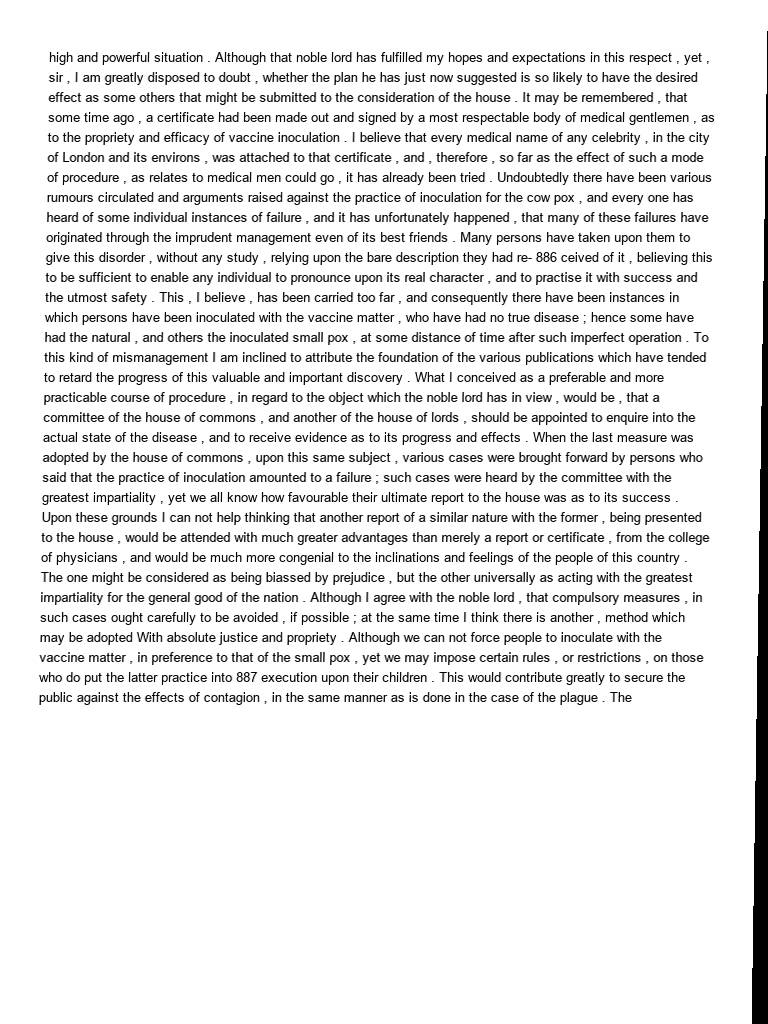 high and powerful situation . Although that noble lord has fulfilled my hopes and expectations in this respect , yet ,
sir , I am greatly disposed to doubt , whether the plan he has just now suggested is so likely to have the desired
effect as some others that might be submitted to the consideration of the house . It may be remembered , that
some time ago , a certificate had been made out and signed by a most respectable body of medical gentlemen , as
to the propriety and efficacy of vaccine inoculation . I believe that every medical name of any celebrity , in the city
of London and its environs , was attached to that certificate , and , therefore , so far as the effect of such a mode
of procedure , as relates to medical men could go , it has already been tried . Undoubtedly there have been various
rumours circulated and arguments raised against the practice of inoculation for the cow pox , and every one has
heard of some individual instances of failure , and it has unfortunately happened , that many of these failures have
originated through the imprudent management even of its best friends . Many persons have taken upon them to
give this disorder , without any study , relying upon the bare description they had re- 886 ceived of it , believing this
to be sufficient to enable any individual to pronounce upon its real character , and to practise it with success and
the utmost safety . This , I believe , has been carried too far , and consequently there have been instances in
which persons have been inoculated with the vaccine matter , who have had no true disease ; hence some have
had the natural , and others the inoculated small pox , at some distance of time after such imperfect operation . To
this kind of mismanagement I am inclined to attribute the foundation of the various publications which have tended
to retard the progress of this valuable and important discovery . What I conceived as a preferable and more
practicable course of procedure , in regard to the object which the noble lord has in view , would be , that a
committee of the house of commons , and another of the house of lords , should be appointed to enquire into the
actual state of the disease , and to receive evidence as to its progress and effects . When the last measure was
adopted by the house of commons , upon this same subject , various cases were brought forward by persons who
said that the practice of inoculation amounted to a failure ; such cases were heard by the committee with the
greatest impartiality , yet we all know how favourable their ultimate report to the house was as to its success .
Upon these grounds I can not help thinking that another report of a similar nature with the former , being presented
to the house , would be attended with much greater advantages than merely a report or certificate , from the college
of physicians , and would be much more congenial to the inclinations and feelings of the people of this country .
The one might be considered as being biassed by prejudice , but the other universally as acting with the greatest
impartiality for the general good of the nation . Although I agree with the noble lord , that compulsory measures , in
such cases ought carefully to be avoided , if possible ; at the same time I think there is another , method which
may be adopted With absolute justice and propriety . Although we can not force people to inoculate with the
vaccine matter , in preference to that of the small pox , yet we may impose certain rules , or restrictions , on those
who do put the latter practice into 887 execution upon their children . This would contribute greatly to secure the
public against the effects of contagion , in the same manner as is done in the case of the plague . The